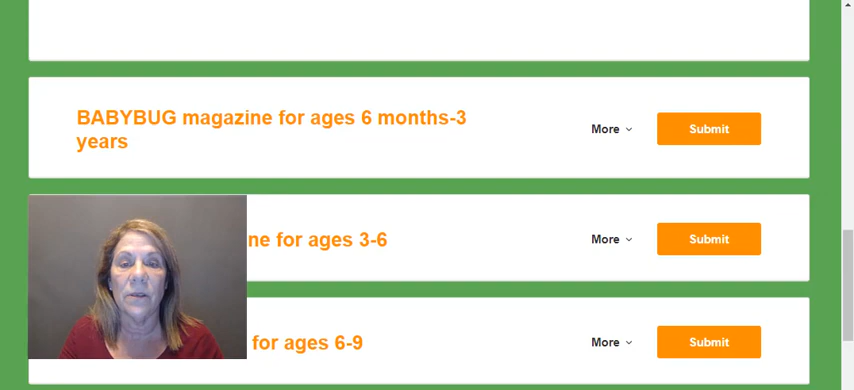 BABYBUG magazine for ages 6 months-3
years
More
Submit
for ages 3-6
More
Submit
for ages 6-9
More
Submit